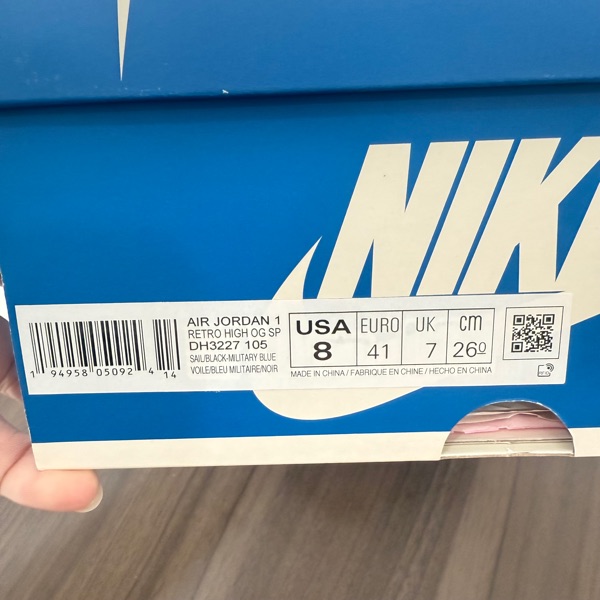 NIKE
AIR JORDAN 1
RETRO HIGH OG SP
DH3227 105
SAIL/BLACK-MILITARY BLUE
VOILE/BLEU MILITAIRE/NOIR
1 94958 05092 4 14
USA EURO UK cm
8 41 7 26.0
MADE IN CHINA / FABRIQUE EN CHINE / HECHO EN CHINA